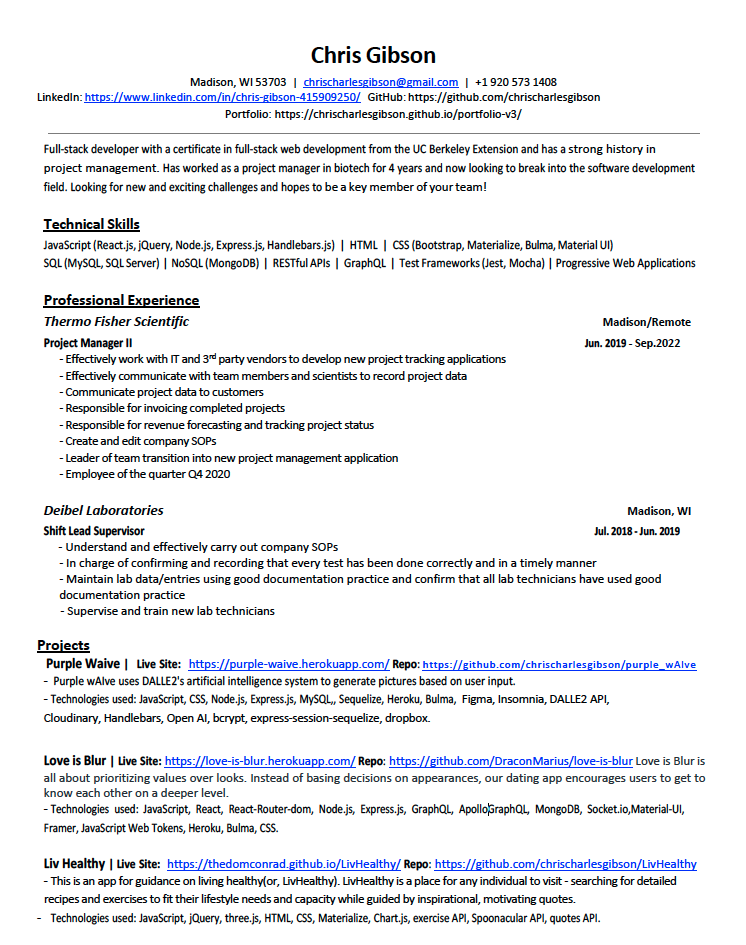 Chris Gibson
Madison, WI 53703 | chrischarlesgibson@gmail.com | +1 920 573 1408
LinkedIn: https://www.linkedin.com/in/chris-gibson-415909250/ GitHub: https://github.com/chrischarlesgibson
Portfolio: https://chrischarlesgibson.github.io/portfolio-v3/
Full-stack developer with a certificate in full-stack web development from the UC Berkeley Extension and has a strong history in
project management. Has worked as a project manager in biotech for 4 years and now looking to break into the software development
field. Looking for new and exciting challenges and hopes to be a key member of your team!
Technical Skills
JavaScript (React.js, jQuery, Node.js, Express.js, Handlebars.js) | HTML | CSS (Bootstrap, Materialize, Bulma, Material UI)
SQL (MySQL, SQL Server) | NoSQL (MongoDB) | RESTful APIs | GraphQL | Test Frameworks (Jest, Mocha) | Progressive Web Applications
Professional Experience
Thermo Fisher Scientific Madison/Remote
Project Manager II Jun. 2019 - Sep.2022
- Effectively work with IT and 3rd party vendors to develop new project tracking applications
- Effectively communicate with team members and scientists to record project data
- Communicate project data to customers
- Responsible for invoicing completed projects
- Responsible for revenue forecasting and tracking project status
- Create and edit company SOPs
- Leader of team transition into new project management application
- Employee of the quarter Q4 2020
Deibel Laboratories Madison, WI
Shift Lead Supervisor Jul. 2018 - Jun. 2019
- Understand and effectively carry out company SOPs
- In charge of confirming and recording that every test has been done correctly and in a timely manner
- Maintain lab data/entries using good documentation practice and confirm that all lab technicians have used good
documentation practice
- Supervise and train new lab technicians
Projects
Purple Waive | Live Site: https://purple-waive.herokuapp.com/ Repo: https://github.com/chrischarlesgibson/purple_wAIve
- Purple wAIve uses DALLE2's artificial intelligence system to generate pictures based on user input.
- Technologies used: JavaScript, CSS, Node.js, Express.js, MySQL,, Sequelize, Heroku, Bulma, Figma, Insomnia, DALLE2 API,
Cloudinary, Handlebars, Open AI, bcrypt, express-session-sequelize, dropbox.
Love is Blur | Live Site: https://love-is-blur.herokuapp.com/ Repo: https://github.com/DraconMarius/love-is-blur Love is Blur is
all about prioritizing values over looks. Instead of basing decisions on appearances, our dating app encourages users to get to
know each other on a deeper level.
- Technologies used: JavaScript, React, React-Router-dom, Node.js, Express.js, GraphQL, ApolloGraphQL, MongoDB, Socket.io,Material-UI,
Framer, JavaScript Web Tokens, Heroku, Bulma, CSS.
Liv Healthy | Live Site: https://thedomconrad.github.io/LivHealthy/ Repo: https://github.com/chrischarlesgibson/LivHealthy
- This is an app for guidance on living healthy(or, LivHealthy). LivHealthy is a place for any individual to visit - searching for detailed
recipes and exercises to fit their lifestyle needs and capacity while guided by inspirational, motivating quotes.
- Technologies used: JavaScript, jQuery, three.js, HTML, CSS, Materialize, Chart.js, exercise API, Spoonacular API, quotes API.